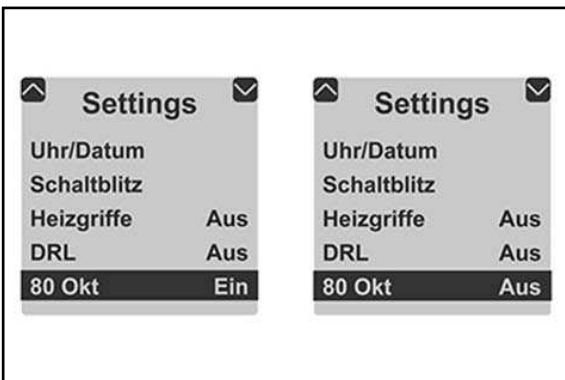 Settings
Uhr/Datum
Schaltblitz
Heizgriffe Aus
DRL Aus
80 Okt Ein
Settings
Uhr/Datum
Schaltblitz
Heizgriffe Aus
DRL Aus
80 Okt Aus